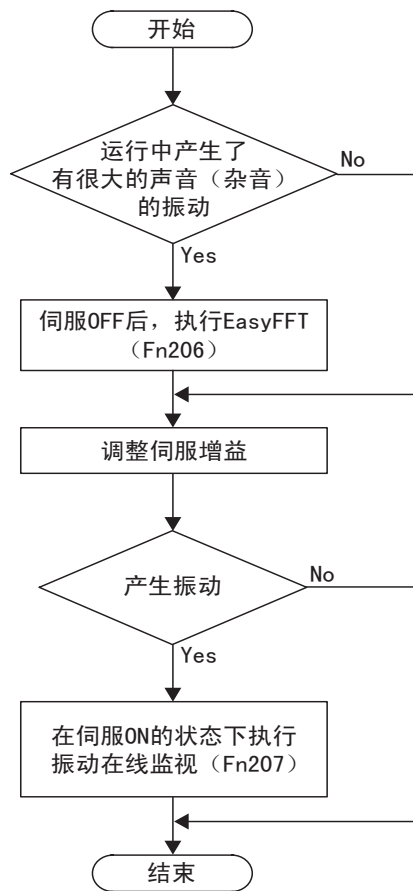 开始
运行中产生了
有很大的声音（杂音）
的振动
No
Yes
伺服OFF后，执行EasyFFT
（Fn206）
调整伺服增益
产生振动
No
Yes
在伺服ON的状态下执行
振动在线监视（Fn207）
结束